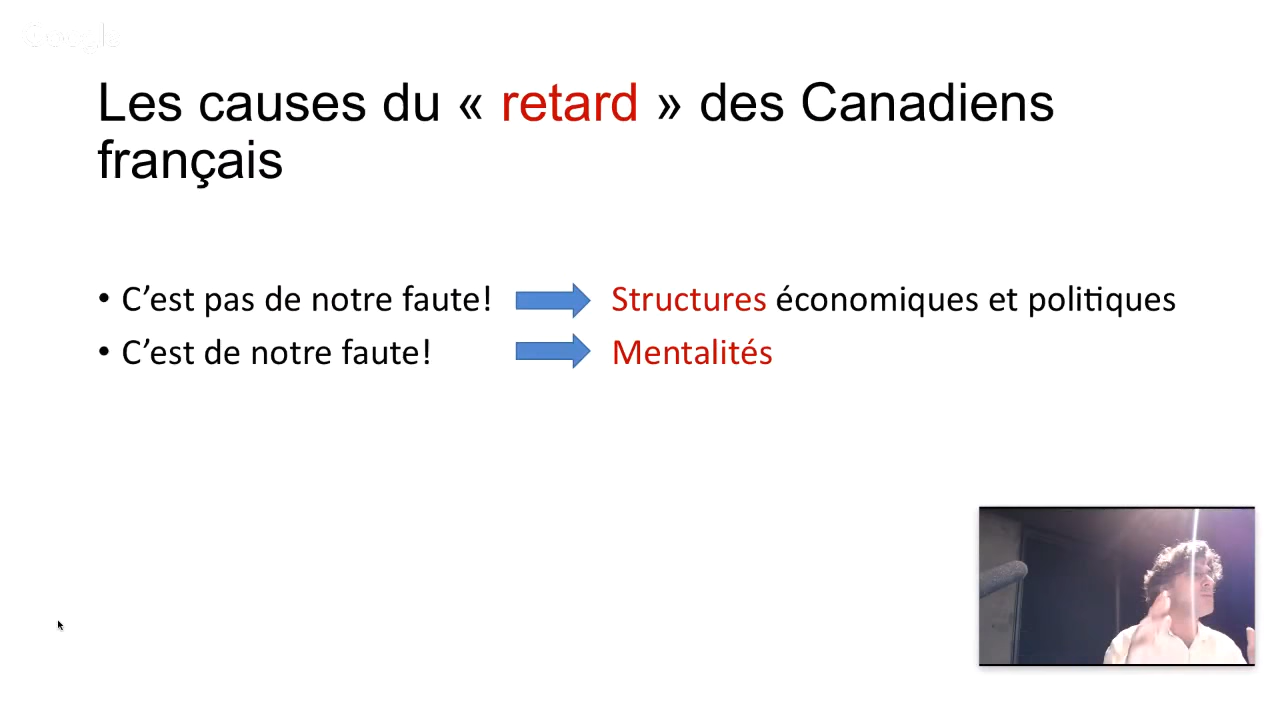 Google
Les causes du « retard » des Canadiens
français
• C’est pas de notre faute! Structures économiques et politiques
• C’est de notre faute! Mentalités